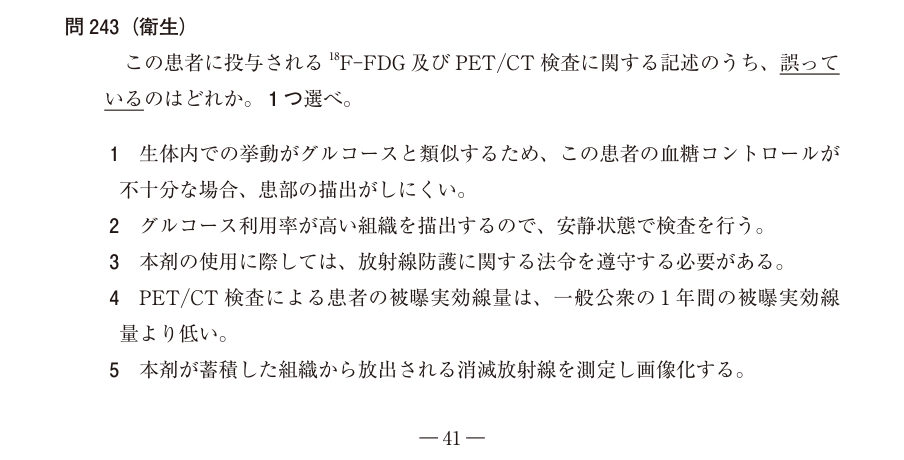 問 243（衛生）
この患者に投与される ¹⁸F-FDG 及び PET/CT 検査に関する記述のうち、誤って
いるのはどれか。1つ選べ。
1 生体内での挙動がグルコースと類似するため、この患者の血糖コントロールが
不十分な場合、患部の描出がしにくい。
2 グルコース利用率が高い組織を描出するので、安静状態で検査を行う。
3 本剤の使用に際しては、放射線防護に関する法令を遵守する必要がある。
4 PET/CT 検査による患者の被曝実効線量は、一般公衆の1年間の被曝実効線
量より低い。
5 本剤が蓄積した組織から放出される消滅放射線を測定し画像化する。
— 41 —